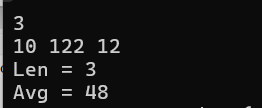 3
10 122 12
Len = 3
Avg = 48